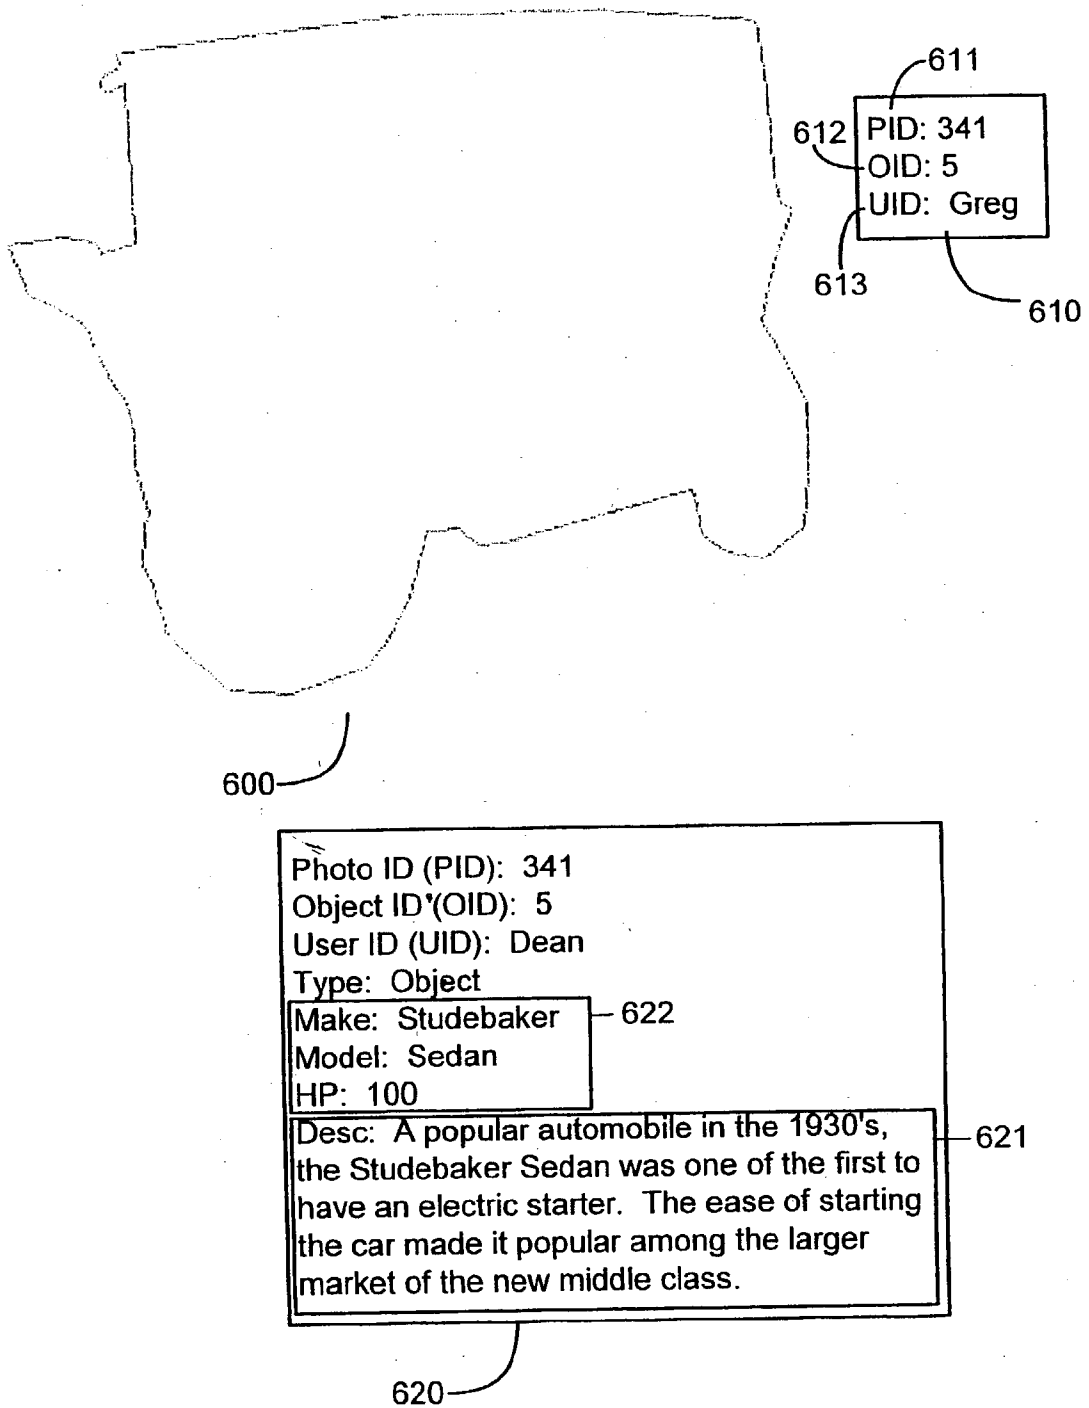 611
PID: 341
612
OID: 5
UID: Greg
613
610
600
Photo ID (PID): 341
Object ID'(OID): 5
User ID (UID): Dean
Type: Object
Make: Studebaker
622
Model: Sedan
HP: 100
Desc: A popular automobile in the 1930's,
621
the Studebaker Sedan was one of the first to
have an electric starter. The ease of starting
the car made it popular among the larger
market of the new middle class.
620